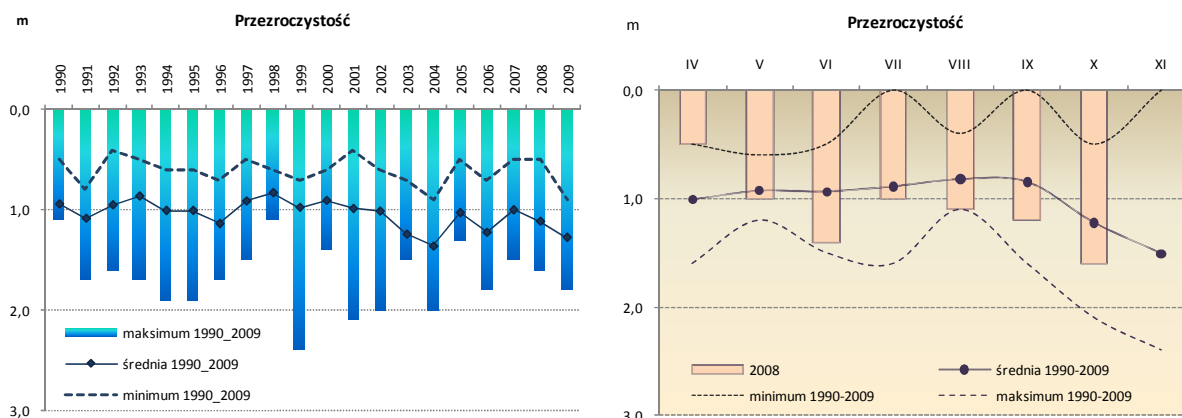 m
Przezroczystość
1990
1991
1992
1993
1994
1995
1996
1997
1998
1999
2000
2001
2002
2003
2004
2005
2006
2007
2008
2009
0,0
1,0
2,0
3,0
maksimum 1990_2009
średnia 1990_2009
minimum 1990_2009
m
Przezroczystość
IV V VI VII VIII IX X XI
0,0
1,0
2,0
3,0
2008
średnia 1990-2009
minimum 1990-2009
maksimum 1990-2009